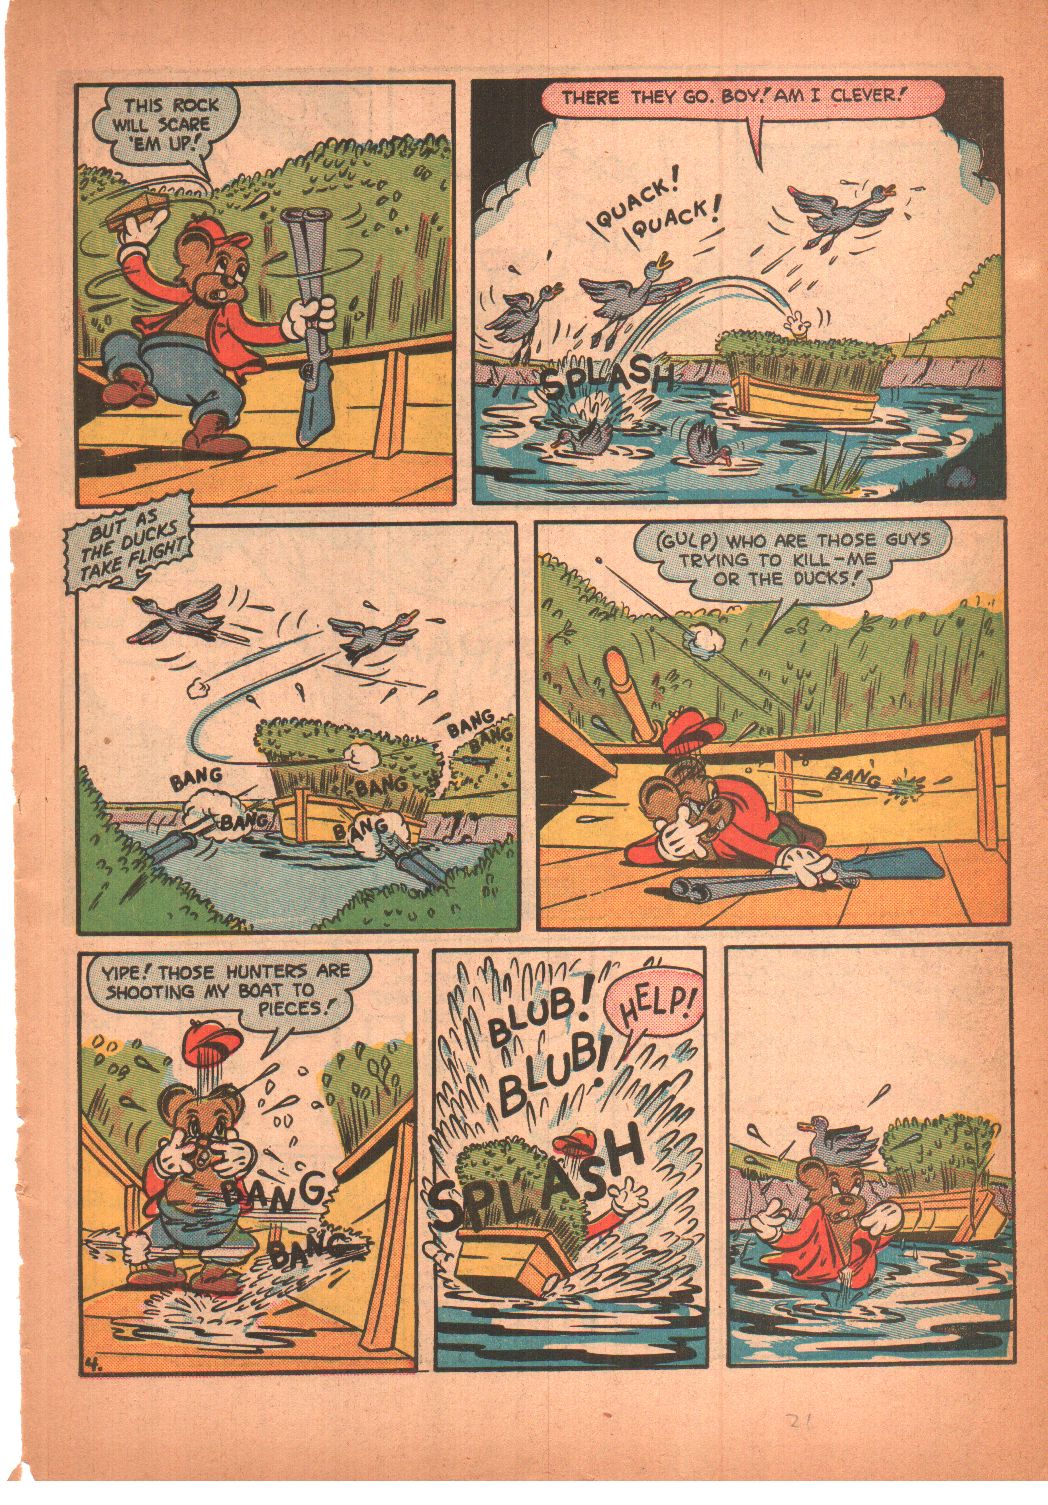 THIS ROCK
WILL SCARE
'EM UP!
THERE THEY GO. BOY! AM I CLEVER!
QUACK!
QUACK!
SPLASH
BUT AS
THE DUCKS
TAKE FLIGHT
BANG
BANG
BANG
BANG
BANG
BANG
(GULP) WHO ARE THOSE GUYS
TRYING TO KILL-ME
OR THE DUCKS!
BANG
YIPE! THOSE HUNTERS ARE
SHOOTING MY BOAT TO
PIECES!
BANG
BANG
4.
BLUB!
BLUB!
HELP!
SPLASH
21